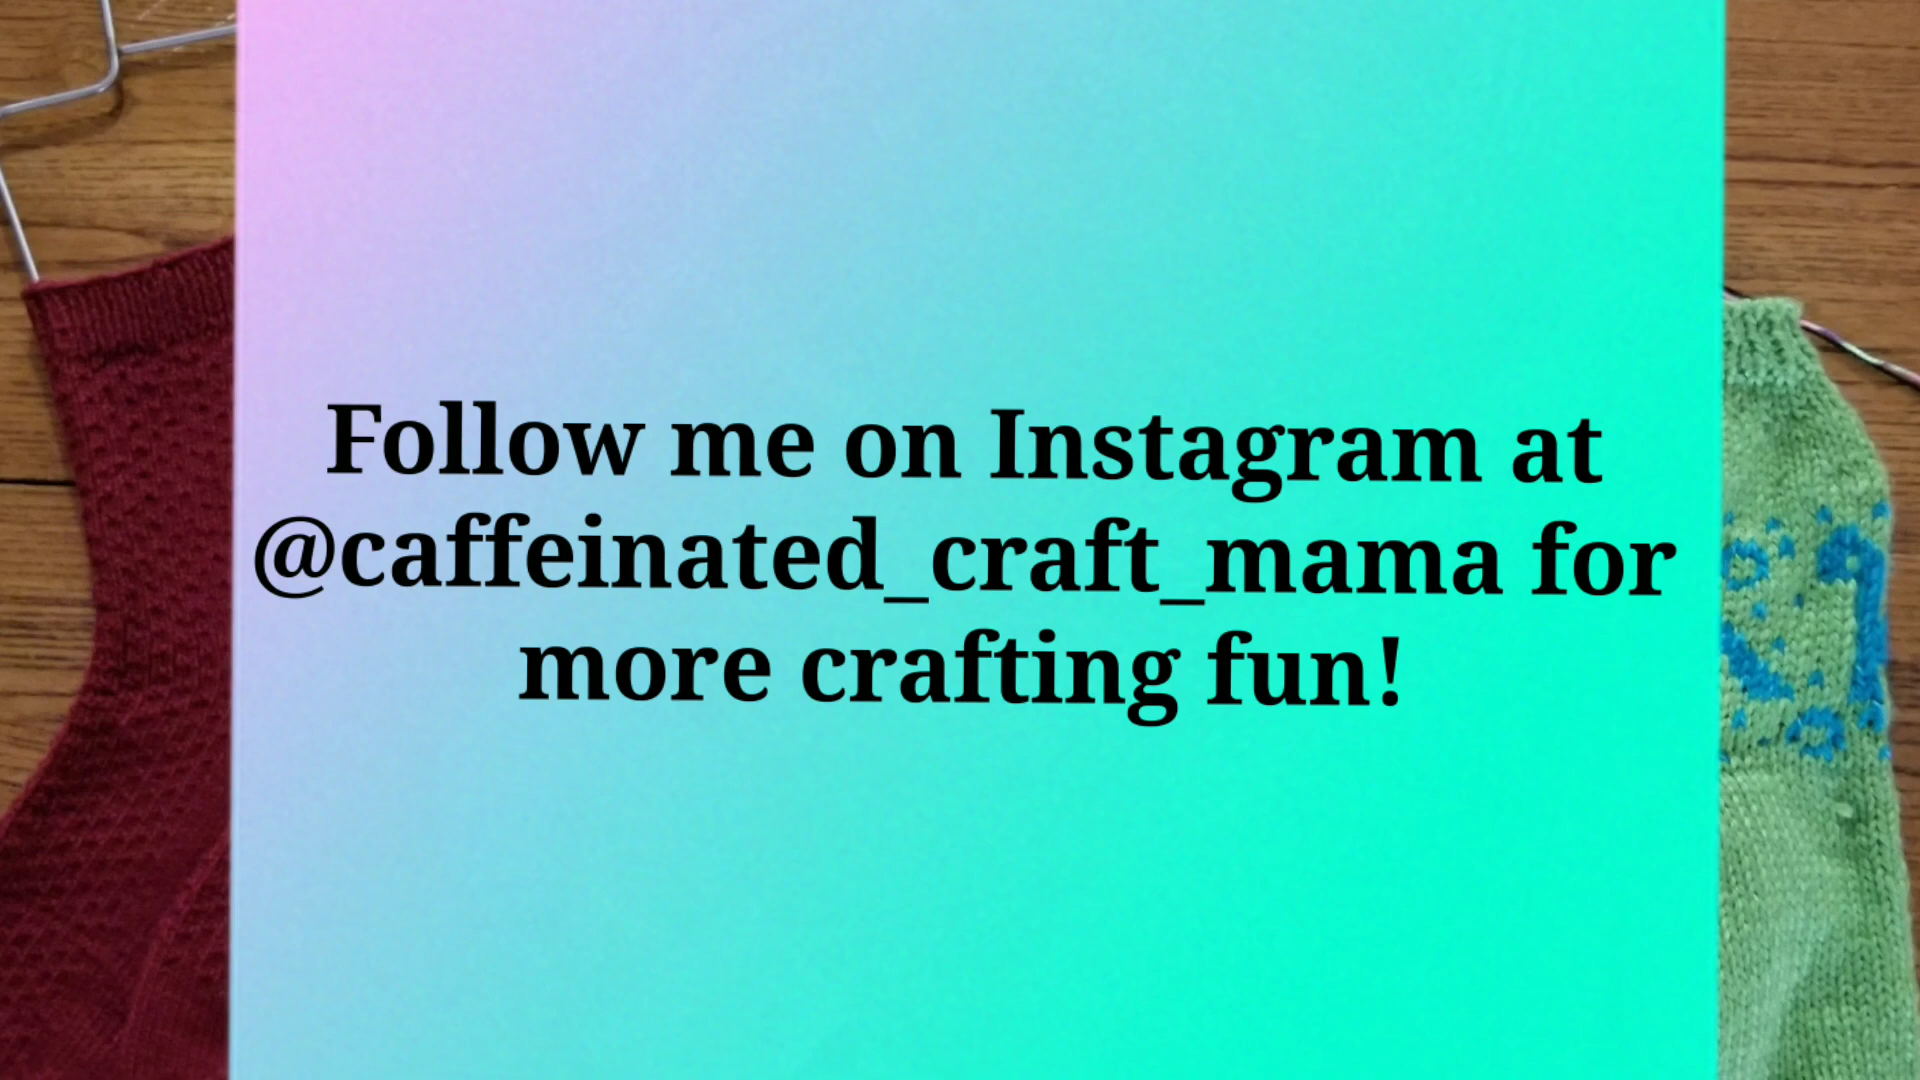 Follow me on Instagram at
@caffeinated_craft_mama for
more crafting fun!